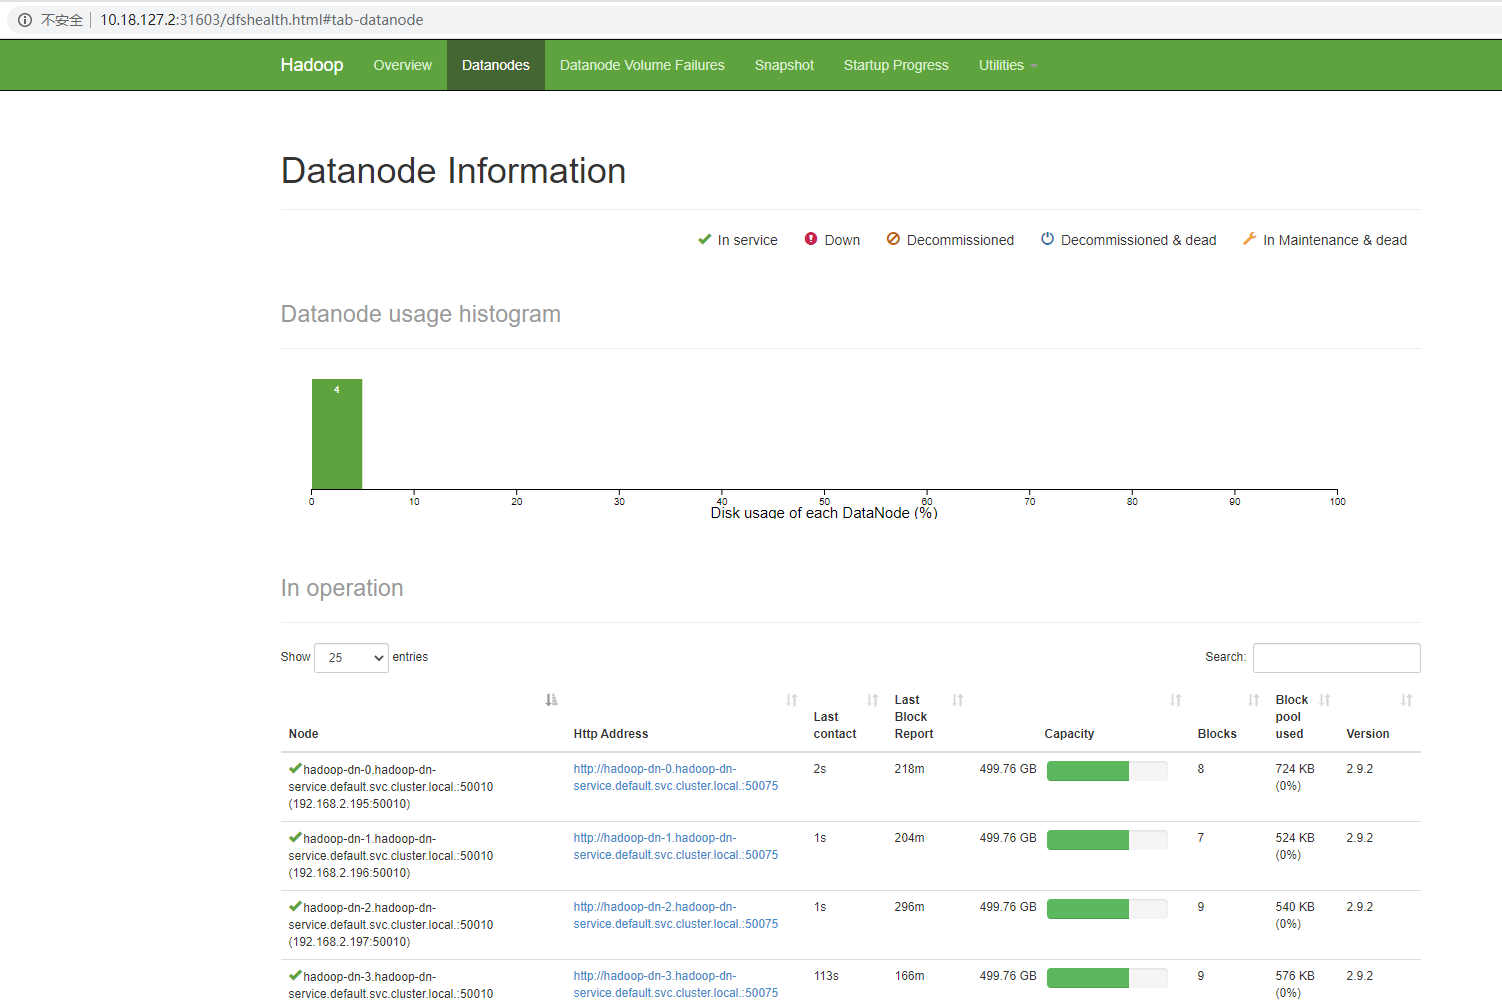 不安全 10.18.127.2:31603/dfshealth.html#tab-datanode
Hadoop Overview Datanodes Datanode Volume Failures Snapshot Startup Progress Utilities
Datanode Information
In service Down Decommissioned Decommissioned & dead In Maintenance & dead
Datanode usage histogram
4
0 10 20 30 40 50 60 70 80 90 100
Disk usage of each DataNode (%)
In operation
Show 25 entries Search:
Node Http Address Last contact Last Block Report Capacity Blocks Block pool used Version
hadoop-dn-0.hadoop-dn- http://hadoop-dn-0.hadoop-dn- 2s 218m 499.76 GB 8 724 KB 2.9.2
service.default.svc.cluster.local.:50010 service.default.svc.cluster.local.:50075 (0%)
(192.168.2.195:50010)
hadoop-dn-1.hadoop-dn- http://hadoop-dn-1.hadoop-dn- 1s 204m 499.76 GB 7 524 KB 2.9.2
service.default.svc.cluster.local.:50010 service.default.svc.cluster.local.:50075 (0%)
(192.168.2.196:50010)
hadoop-dn-2.hadoop-dn- http://hadoop-dn-2.hadoop-dn- 1s 296m 499.76 GB 9 540 KB 2.9.2
service.default.svc.cluster.local.:50010 service.default.svc.cluster.local.:50075 (0%)
(192.168.2.197:50010)
hadoop-dn-3.hadoop-dn- http://hadoop-dn-3.hadoop-dn- 113s 166m 499.76 GB 9 576 KB 2.9.2
service.default.svc.cluster.local.:50010 service.default.svc.cluster.local.:50075 (0%)